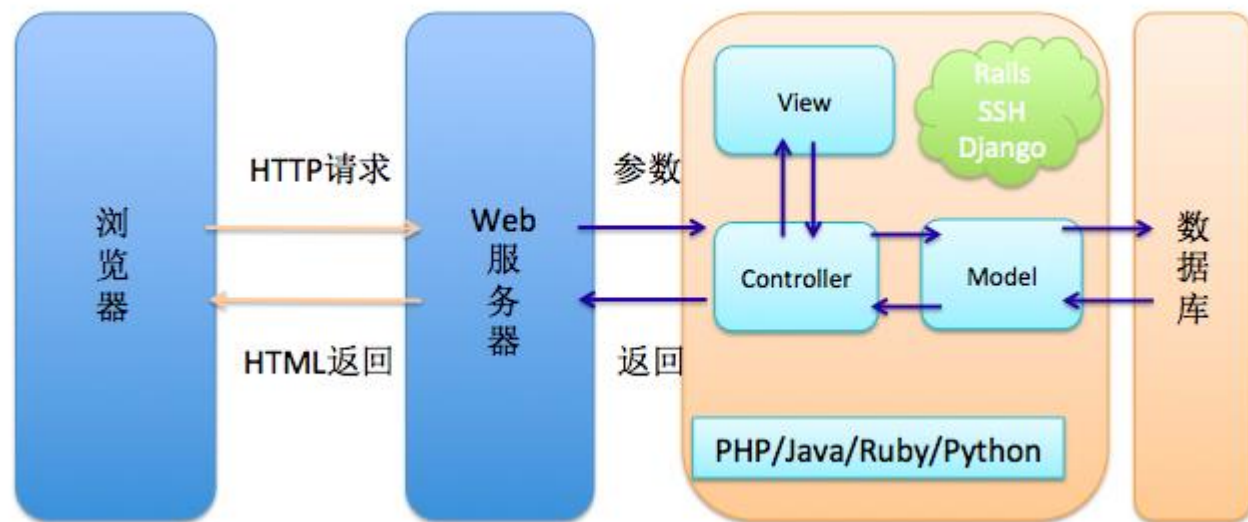 浏览器
HTTP请求
HTML返回
Web
服务器
参数
返回
View
Rails
SSH
Django
Controller
Model
PHP/Java/Ruby/Python
数据库